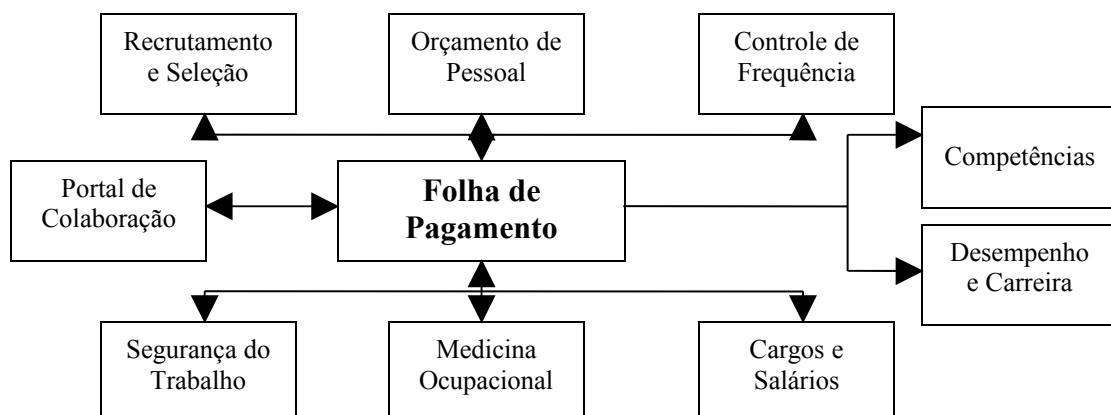 Recrutamento
e Seleção
Orçamento de
Pessoal
Controle de
Frequência
Competências
Portal de
Colaboração
Folha de
Pagamento
Desempenho
e Carreira
Segurança do
Trabalho
Medicina
Ocupacional
Cargos e
Salários